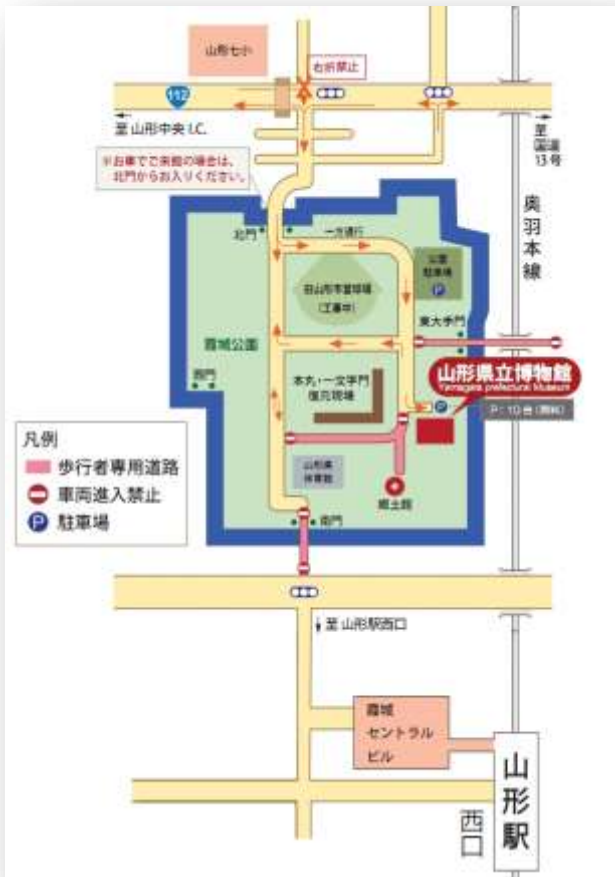 山形七小
右折禁止
112
至 山形中央 I.C.
至
国道
13号
※お車でご来館の場合は、
北門からお入りください。
奥羽本線
北門
一方通行
公園
駐車場
P
旧山形市営球場
(工事中)
東大手門
霞城公園
山形県立博物館
Yamagata prefectural Museum
西門
本丸・一文字門
復元現場
P
P:10台(無料)
凡例
歩行者専用道路
車両進入禁止
P 駐車場
山形県
体育館
郷土館
南門
至 山形駅西口
霞城
セントラル
ビル
山形駅
西口